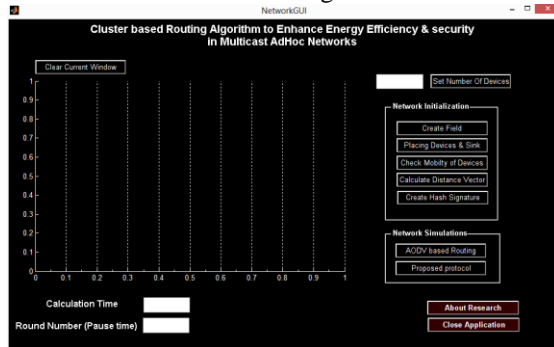 NetworkGUI
Cluster based Routing Algorithm to Enhance Energy Efficiency & security
in Multicast AdHoc Networks
Clear Current Window
Set Number Of Devices
1
0.9
0.8
0.7
0.6
0.5
0.4
0.3
0.2
0.1
0
0 0.1 0.2 0.3 0.4 0.5 0.6 0.7 0.8 0.9 1
Network Initialization
Create Field
Placing Devices & Sink
Check Mobilty of Devices
Calculate Distance Vector
Create Hash Signature
Network Simulations
AODV based Routing
Proposed protocol
Calculation Time
Round Number (Pause time)
About Research
Close Application